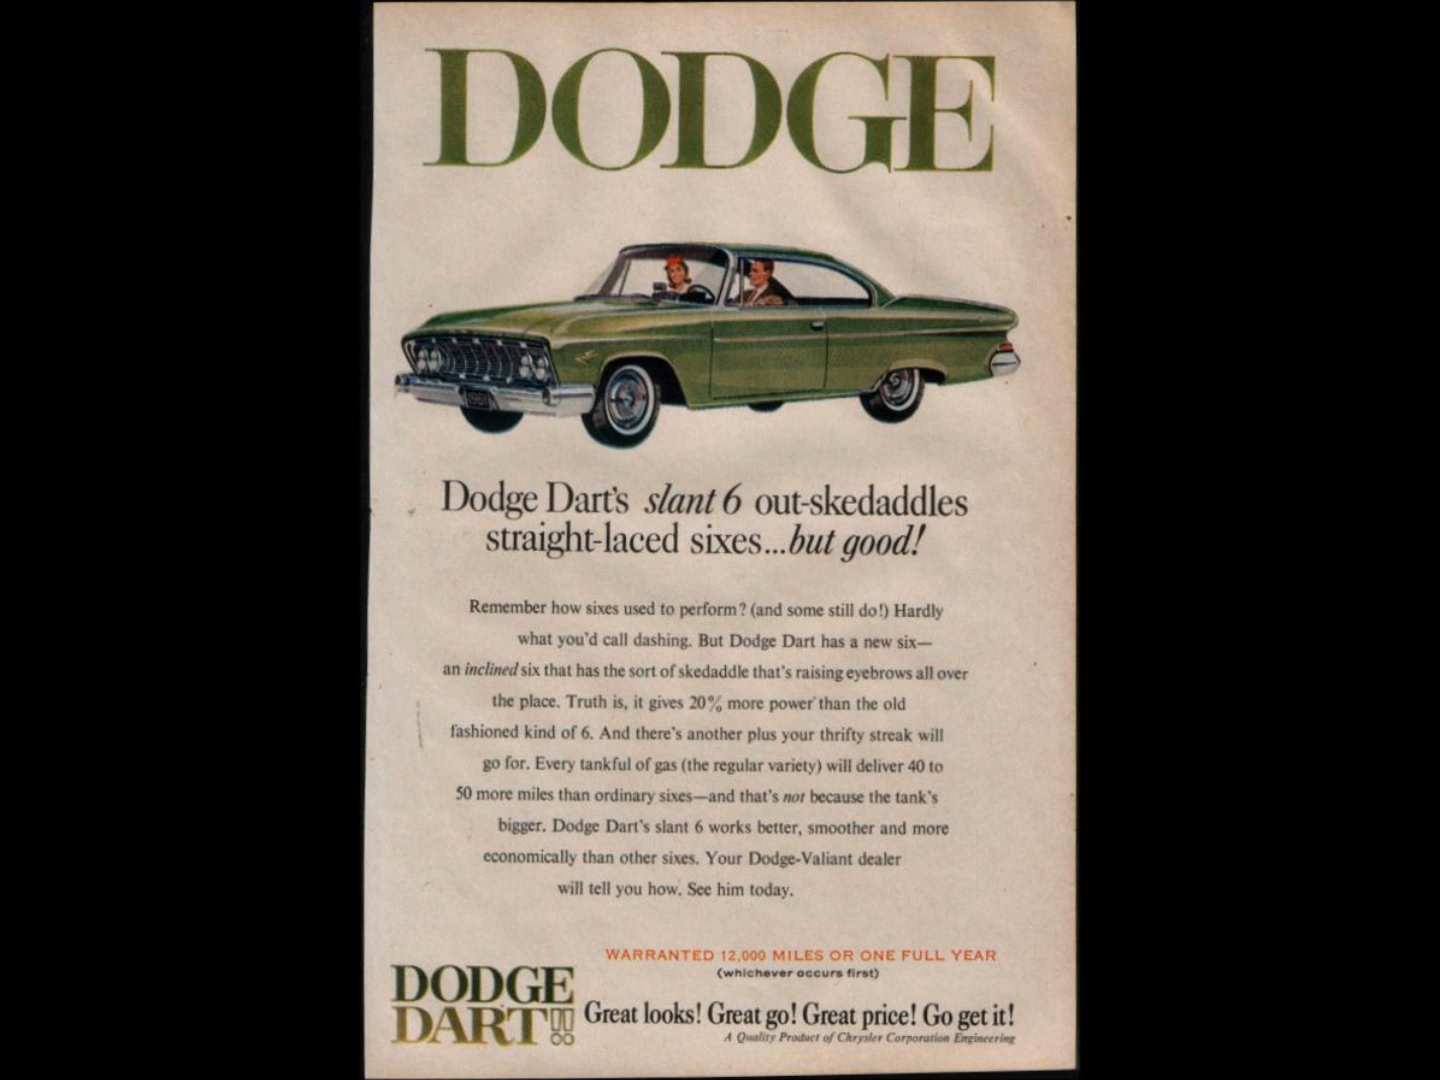 DODGE
Dodge Dart's slant 6 out-skedaddles
straight-laced sixes...but good!
Remember how sixes used to perform? (and some still do!) Hardly
what you'd call dashing. But Dodge Dart has a new six—
an inclined six that has the sort of skedaddle that's raising eyebrows all over
the place. Truth is, it gives 20% more power than the old
fashioned kind of 6. And there's another plus your thrifty streak will
go for. Every tankful of gas (the regular variety) will deliver 40 to
50 more miles than ordinary sixes—and that's not because the tank's
bigger. Dodge Dart's slant 6 works better, smoother and more
economically than other sixes. Your Dodge-Valiant dealer
will tell you how. See him today.
WARRANTED 12,000 MILES OR ONE FULL YEAR
(whichever occurs first)
DODGE
DART!!
Great looks! Great go! Great price! Go get it!
A Quality Product of Chrysler Corporation Engineering